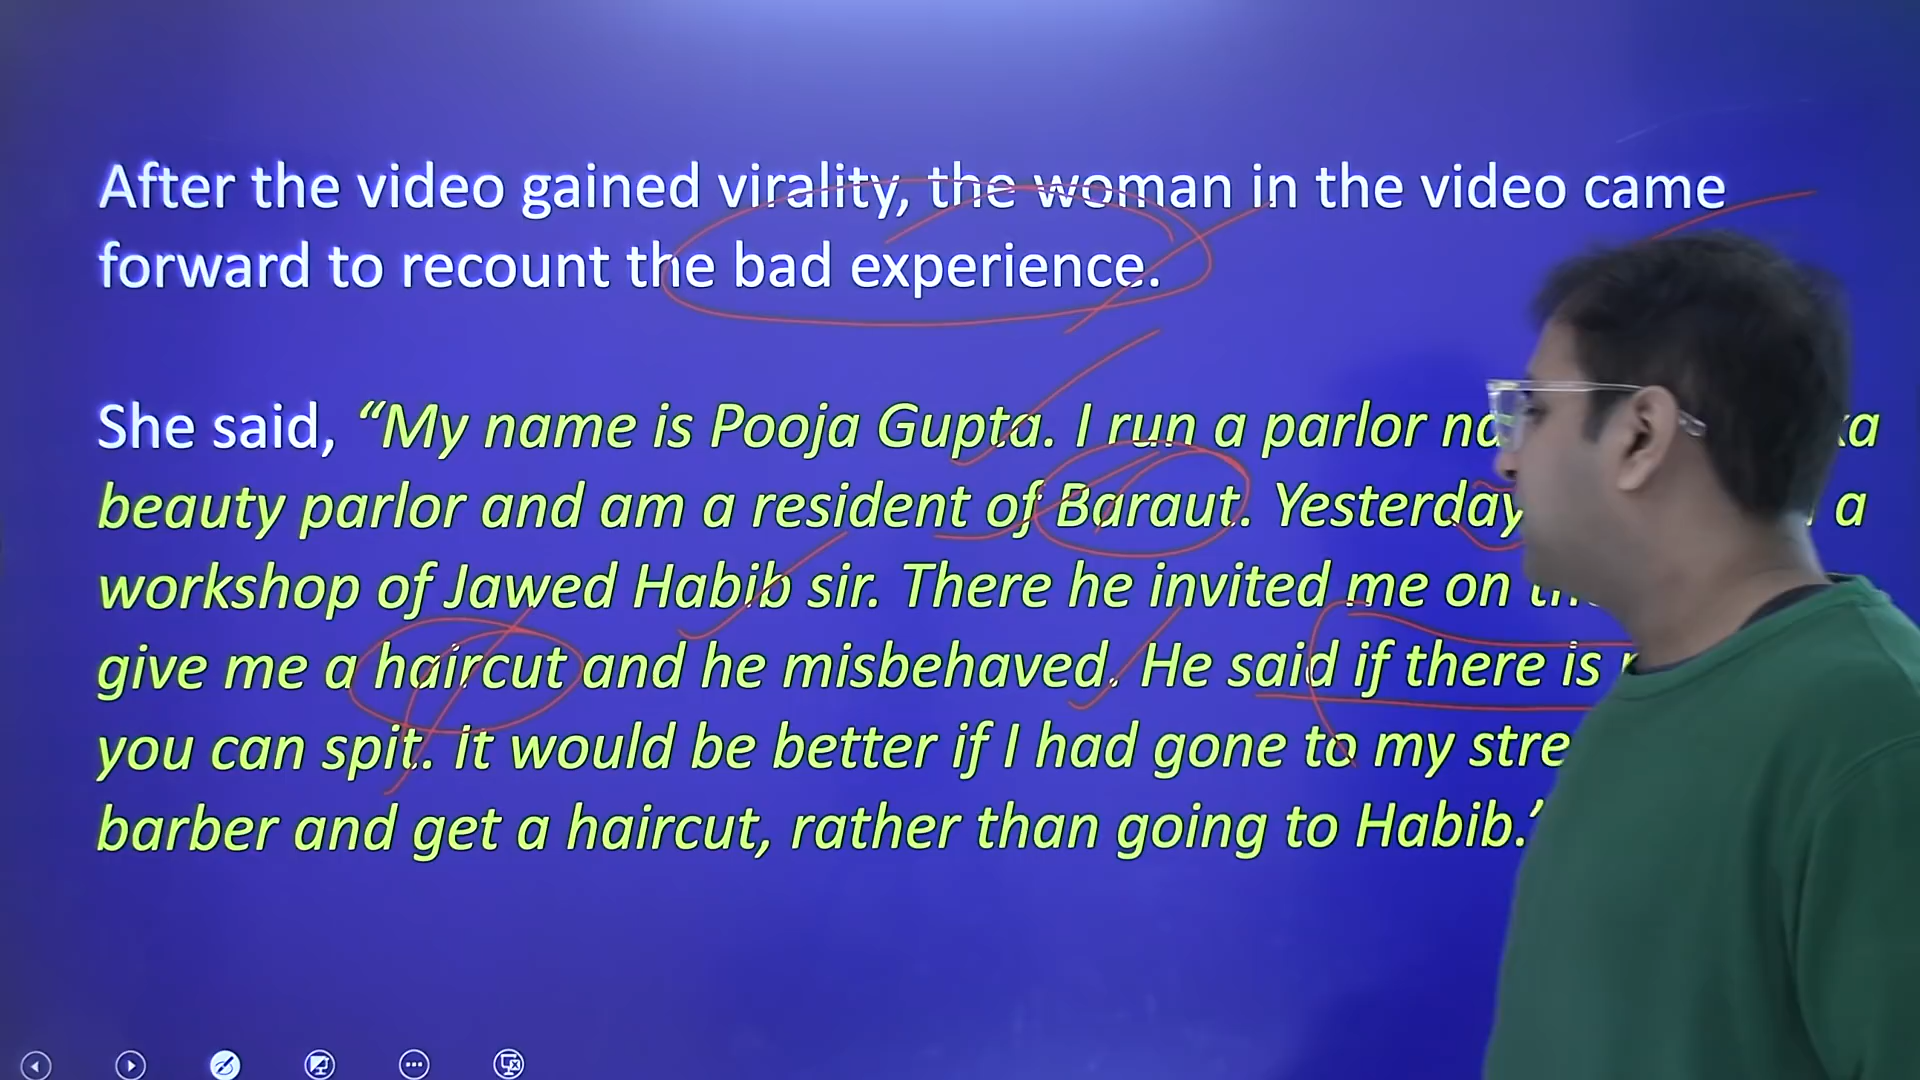 After the video gained virality, the woman in the video came
forward to recount the bad experience.
She said, “My name is Pooja Gupta. I run a parlor
beauty parlor and am a resident of Baraut. Yesterday a
workshop of Jawed Habib sir. There he invited me on
give me a haircut and he misbehaved. He said if there is
you can spit. It would be better if I had gone to my
barber and get a haircut, rather than going to Habib.’